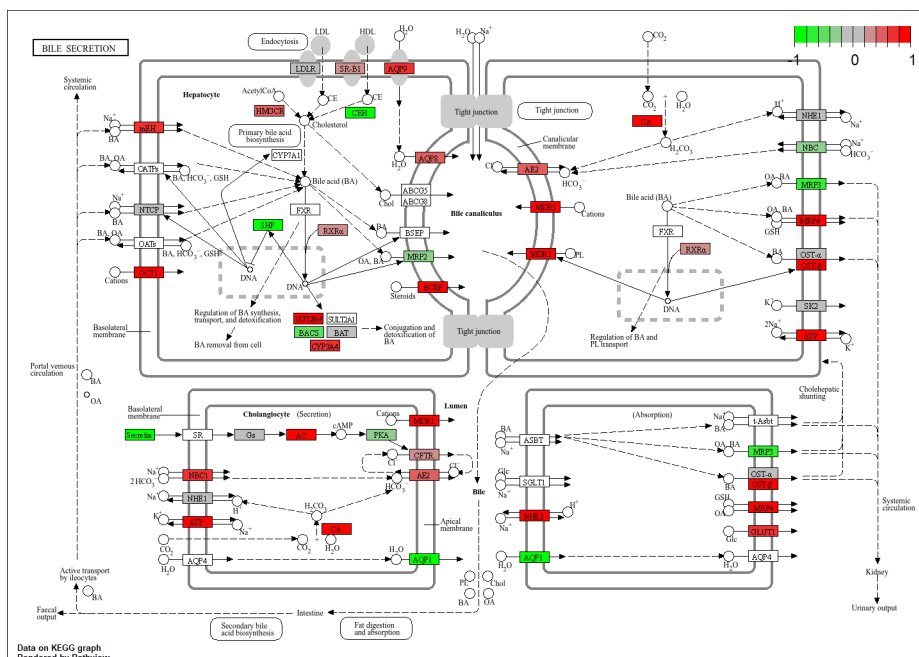 BILE SECRETION
-1 0 1
Endocytosis
LDL
HDL
H₂O
H₂O Na⁺
CO₂
LDLR
SR-B1
AQP9
Systemic
circulation
Hepatocyte
AcetylCoA
CE
CE
HMGCR
CEH
Cholesterol
Tight junction
Tight junction
CO₂ + H₂O
CA
H₂CO₃
H⁺
NHE1
Na⁺
Na⁺
BA
mEH
Primary bile acid
biosynthesis
H₂O
AQP8
Canalicular
membrane
NBC
Na⁺
HCO₃⁻
BA, OA
OATPs
BA, HCO₃⁻, GSH
CYP7A1
Cl⁻
AE2
HCO₃⁻
Bile acid (BA)
Chol
ABCG5
ABCG8
Bile canaliculus
MDR1
Cations
Bile acid (BA)
OA, BA
MRP3
Na⁺
BA
NTCP
FXR
SHP
RXRα
BA
BSEP
OA, BA
MRP2
MDR3
PL
FXR
RXRα
OA, BA
GSH
MRP4
BA, OA
OATs
BA, HCO₃⁻, GSH
BA
OST-α
OST-β
Cations
OCT1
DNA
DNA
Steroids
BCRP
DNA
K⁺
SK2
Regulation of BA synthesis,
transport, and detoxification
UGT2B4
SULT2A1
BACS
BAT
CYP3A4
Conjugation and
detoxification of
BA
Tight junction
Regulation of BA and
PL transport
2Na⁺
ATP
K⁺
Basolateral
membrane
BA removal from cell
Portal venous
circulation
BA
OA
Cholehepatic
shunting
Basolateral
membrane
Cholangiocyte (Secretion)
Lumen
Cations
MDR1
(Absorption)
Secretin
SR
Gs
AC
cAMP
PKA
Cl⁻
CFTR
BA
Na⁺
ASBT
Na⁺
BA
t-Asbt
OA, BA
MRP3
Na⁺
2HCO₃⁻
NBC1
HCO₃⁻
AE2
Cl⁻
Bile
Glc
Na⁺
SGLT1
BA
OST-α
OST-β
Na⁺
NHE1
H⁺
H₂CO₃
H⁺
Na⁺
NHE3
GSH
OA
MRP4
K⁺
ATP
Na⁺
CA
Apical
membrane
Glc
GLUT1
Systemic
circulation
CO₂
CO₂ + H₂O
H₂O
AQP4
H₂O
AQP1
H₂O
AQP1
H₂O
AQP4
Active transport
by ileocytes
BA
PL
Chol
BA
OA
Kidney
Faecal
output
Intestine
Urinary output
Secondary bile
acid biosynthesis
Fat digestion
and absorption
Data on KEGG graph
Rendered by Pathview